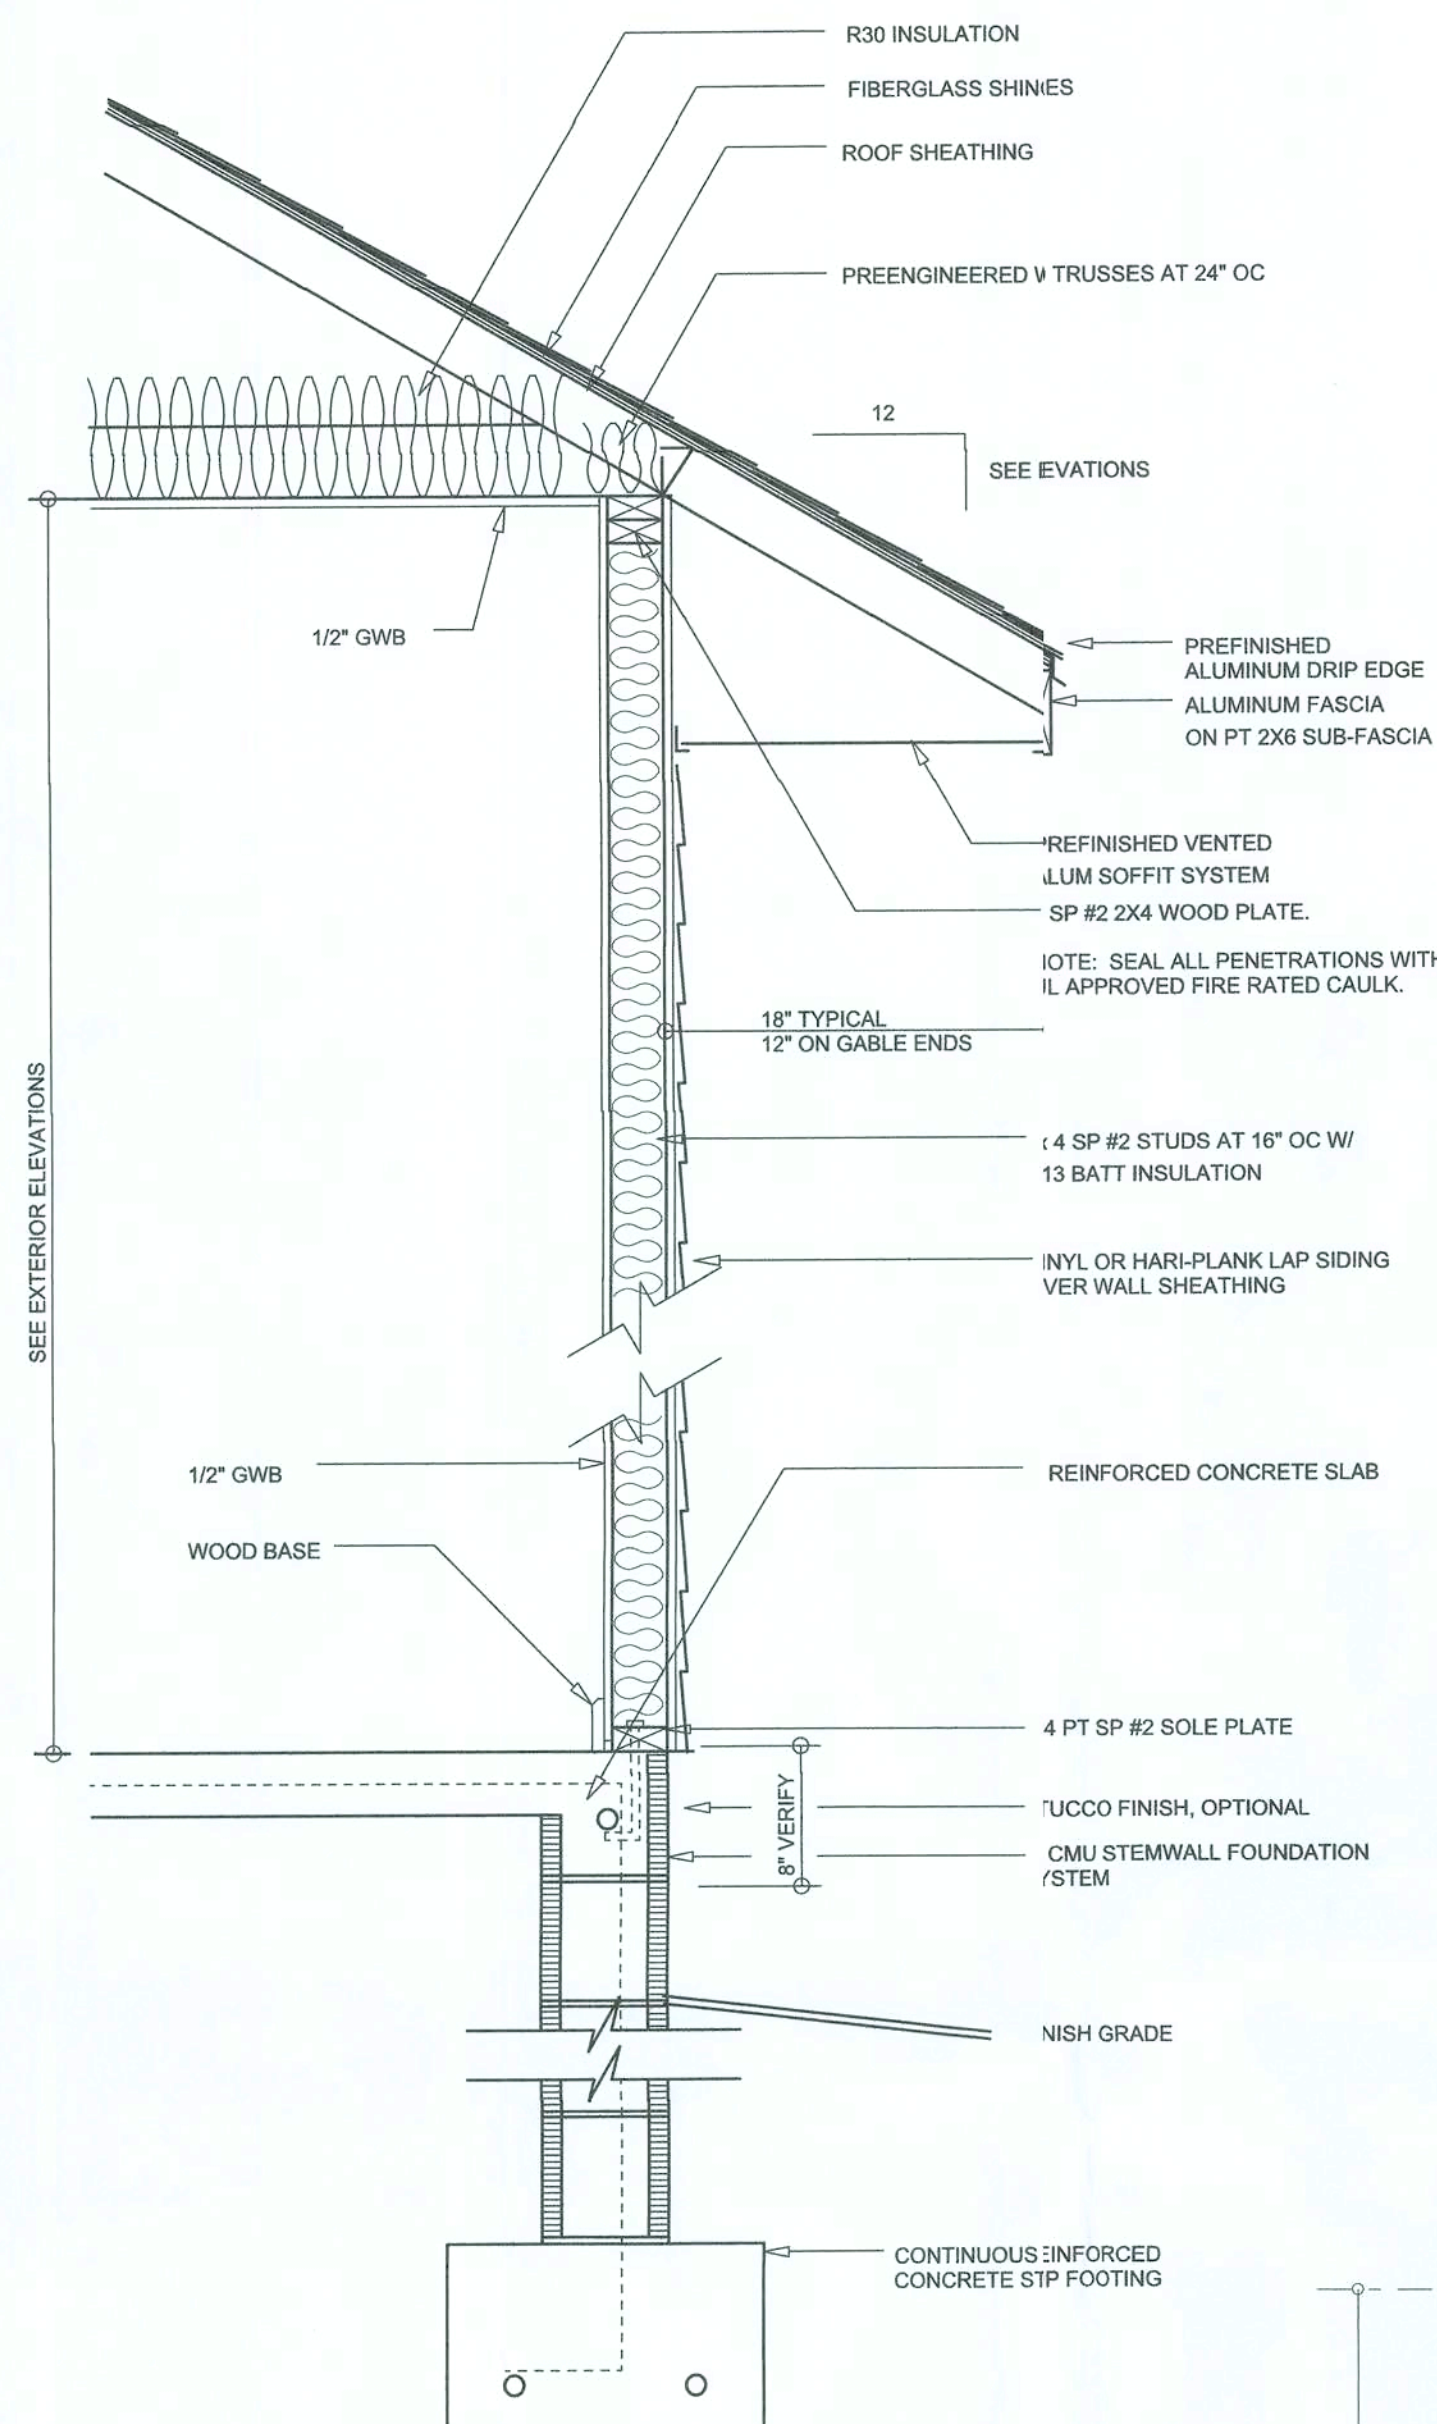 R30 INSULATION
FIBERGLASS SHIN(ES
ROOF SHEATHING
PREENGINEERED W TRUSSES AT 24" OC
12
SEE EVATIONS
1/2" GWB
PREFINISHED
ALUMINUM DRIP EDGE
ALUMINUM FASCIA
ON PT 2X6 SUB-FASCIA
REFINISHED VENTED
LUM SOFFIT SYSTEM
SP #2 2X4 WOOD PLATE.
OTE: SEAL ALL PENETRATIONS WITH
L APPROVED FIRE RATED CAULK.
18" TYPICAL
12" ON GABLE ENDS
SEE EXTERIOR ELEVATIONS
4 SP #2 STUDS AT 16" OC W/
13 BATT INSULATION
INYL OR HARI-PLANK LAP SIDING
VER WALL SHEATHING
1/2" GWB
REINFORCED CONCRETE SLAB
WOOD BASE
4 PT SP #2 SOLE PLATE
8" VERIFY
TUCCO FINISH, OPTIONAL
CMU STEMWALL FOUNDATION
YSTEM
NISH GRADE
CONTINUOUS EINFORCED
CONCRETE STP FOOTING